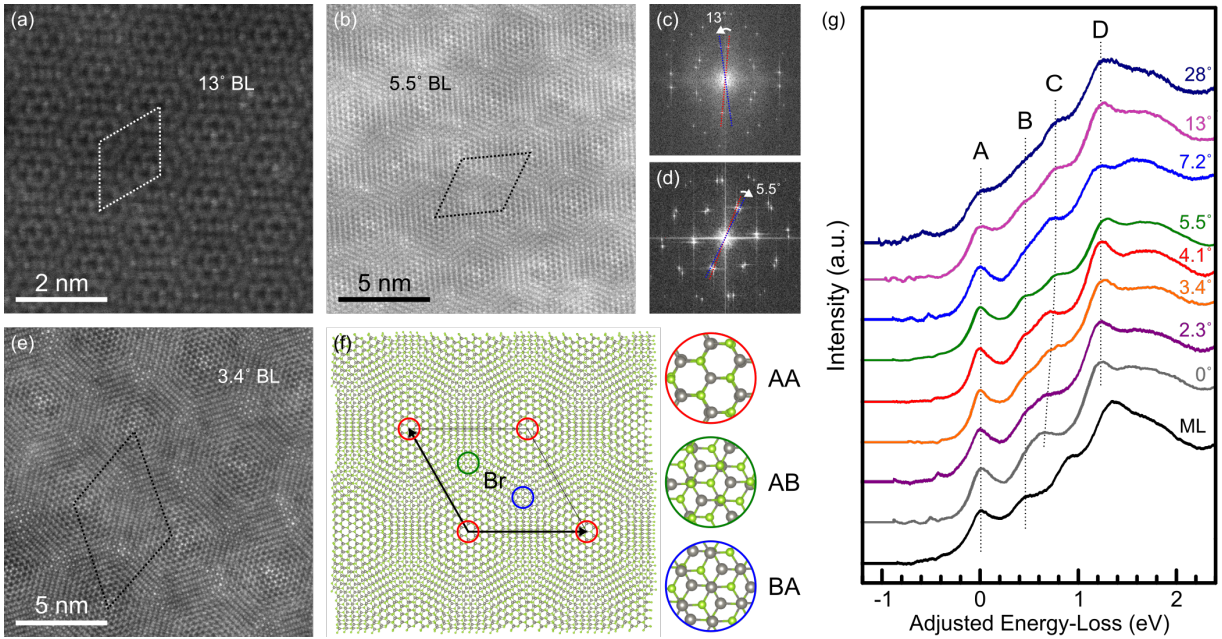 (a)
13° BL
2 nm
(b)
5.5° BL
5 nm
(c)
13°
(d)
5.5°
(e)
3.4° BL
5 nm
(f)
Br
AA
AB
BA
(g)
A
B
C
D
28°
13°
7.2°
5.5°
4.1°
3.4°
2.3°
0°
ML
Intensity (a.u.)
-1 0 1 2
Adjusted Energy-Loss (eV)